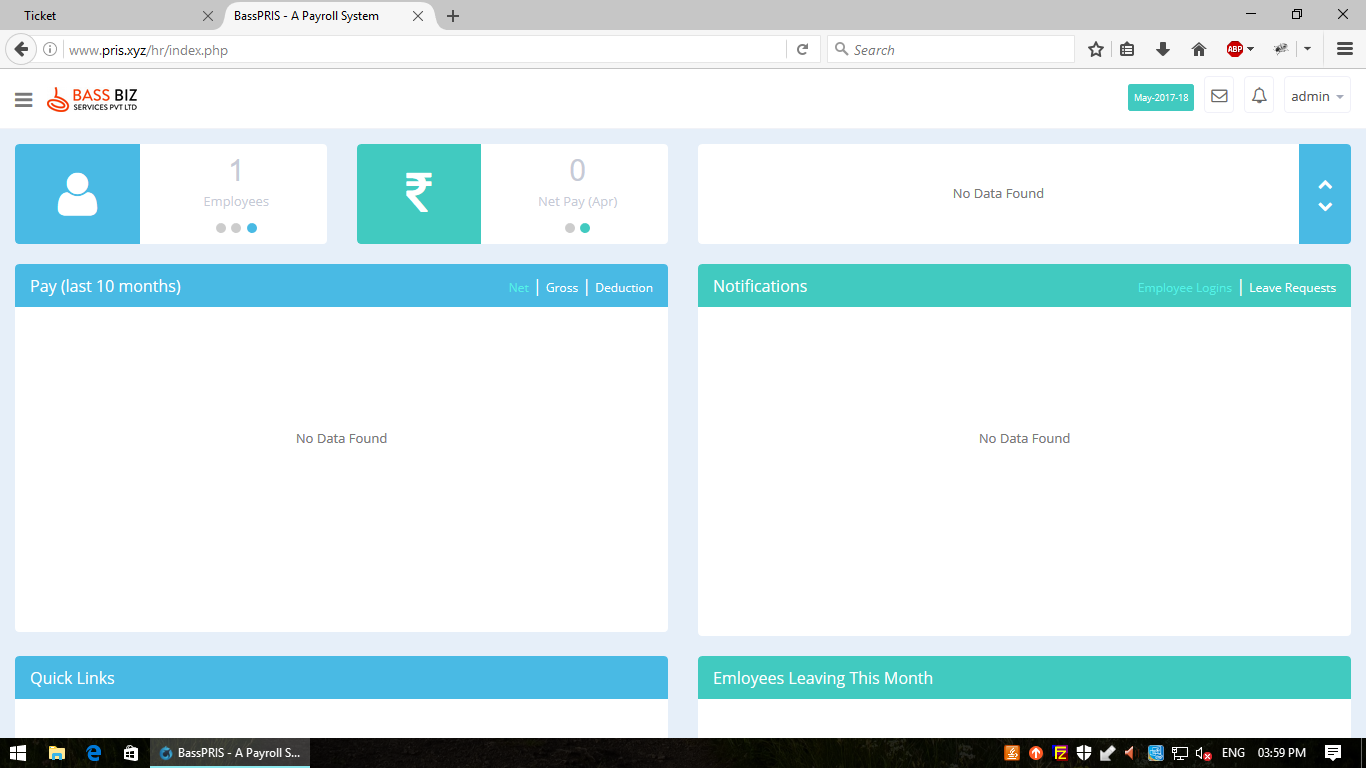 Ticket
BassPRIS - A Payroll System
www.pris.xyz/hr/index.php
Search
ABP
BASS BIZ
SERVICES PVT LTD
May-2017-18
admin
1
Employees
₹
0
Net Pay (Apr)
No Data Found
Pay (last 10 months)
Net | Gross | Deduction
Notifications
Employee Logins | Leave Requests
No Data Found
No Data Found
Quick Links
Emloyees Leaving This Month
BassPRIS - A Payroll S...
ENG
03:59 PM